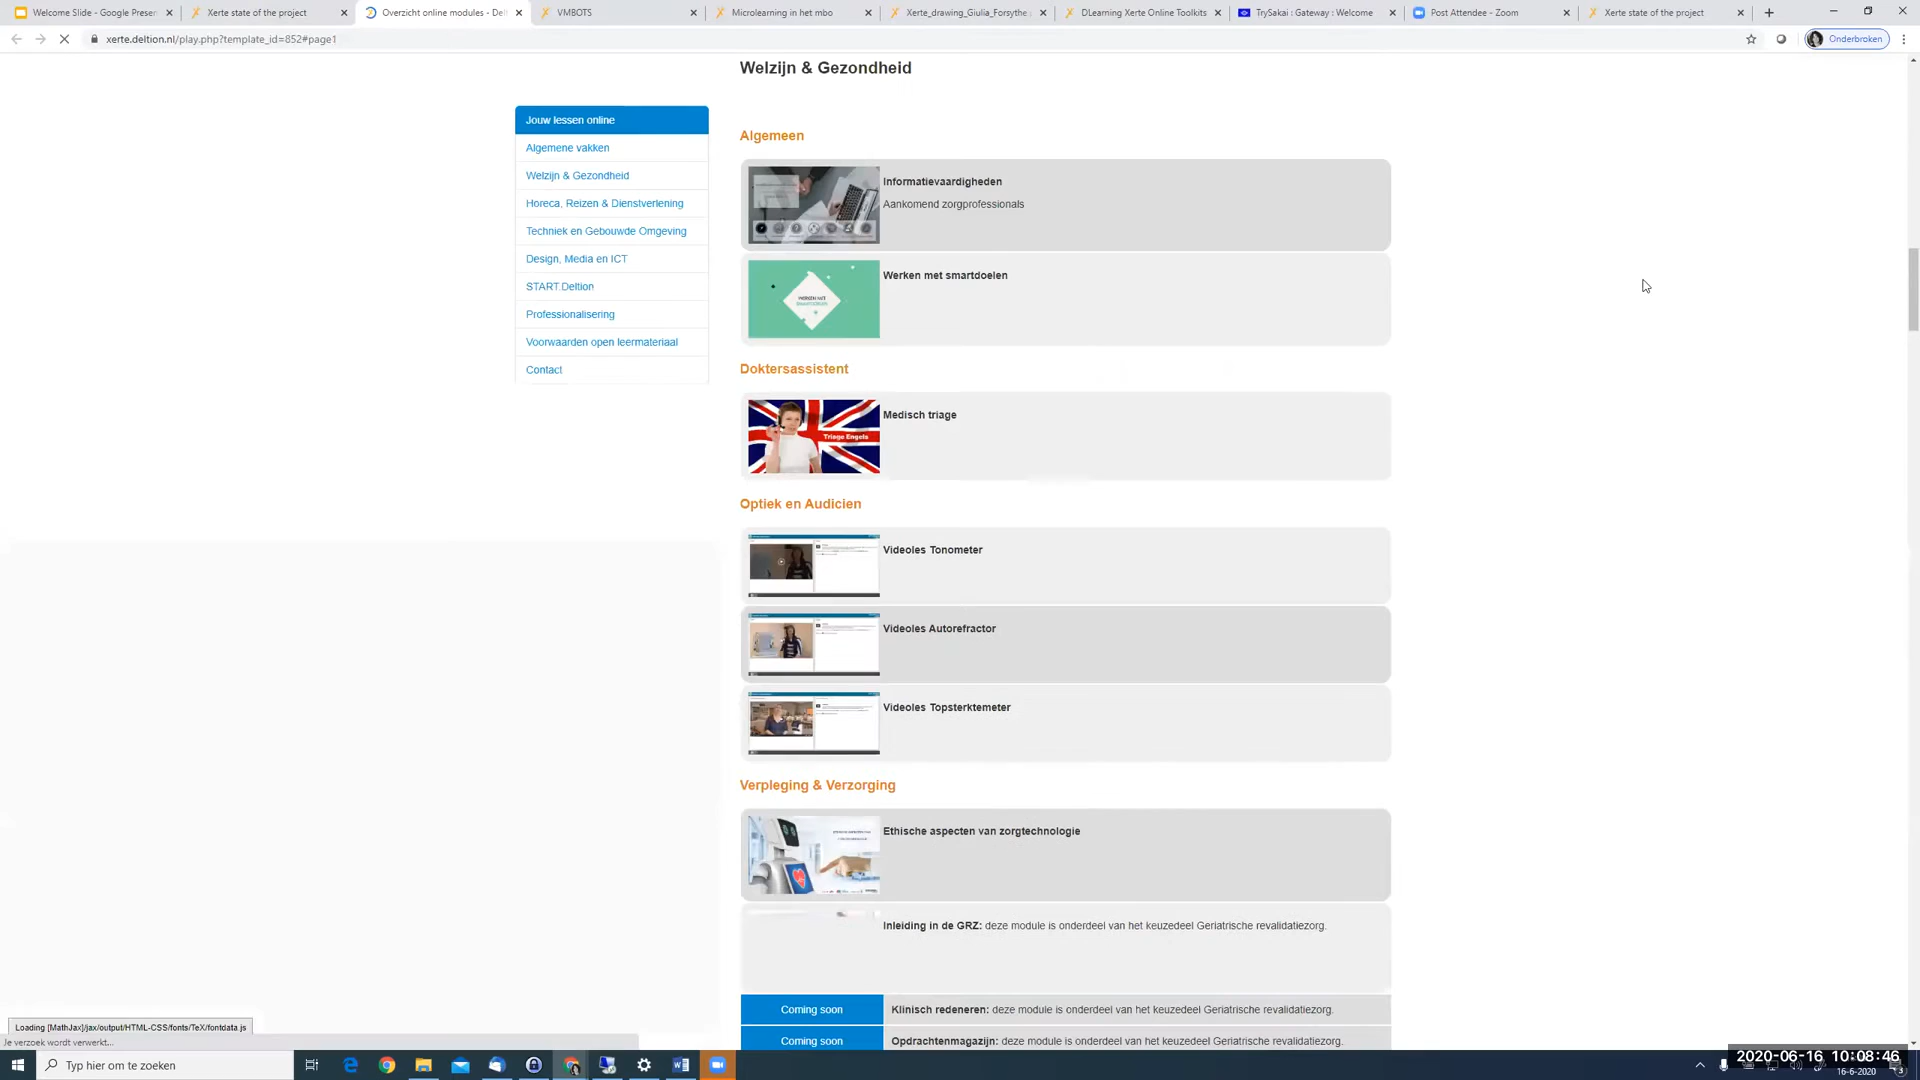 Welcome Slide - Google Presen
Xerte state of the project
Overzicht online modules - Delt
VMBOTS
Microlearning in het mbo
Xerte_drawing_Giulia_Forsythe
DLearning Xerte Online Toolkits
TrySakai : Gateway : Welcome
Post Attendee - Zoom
Xerte state of the project
xerte.deltion.nl/play.php?template_id=852#page1
Onderbroken
Welzijn & Gezondheid
Jouw lessen online
Algemene vakken
Welzijn & Gezondheid
Horeca, Reizen & Dienstverlening
Techniek en Gebouwde Omgeving
Design, Media en ICT
START.Deltion
Professionalisering
Voorwaarden open leermateriaal
Contact
Algemeen
Informatievaardigheden
Aankomend zorgprofessionals
WERKEN MET
Werken met smartdoelen
Doktersassistent
Triage Engels
Medisch triage
Optiek en Audicien
Videoles Tonometer
Videoles Autorefractor
Videoles Topsterktemeter
Verpleging & Verzorging
Ethische aspecten van zorgtechnologie
Inleiding in de GRZ: deze module is onderdeel van het keuzedeel Geriatrische revalidatiezorg.
Coming soon
Klinisch redeneren: deze module is onderdeel van het keuzedeel Geriatrische revalidatiezorg.
Coming soon
Opdrachtenmagazijn: deze module is onderdeel van het keuzedeel Geriatrische revalidatiezorg.
Loading [MathJax]/jax/output/HTML-CSS/fonts/TeX/fontdata.js
Je verzoek wordt verwerkt...
Typ hier om te zoeken
2020-06-16 10:08:46
16-6-2020